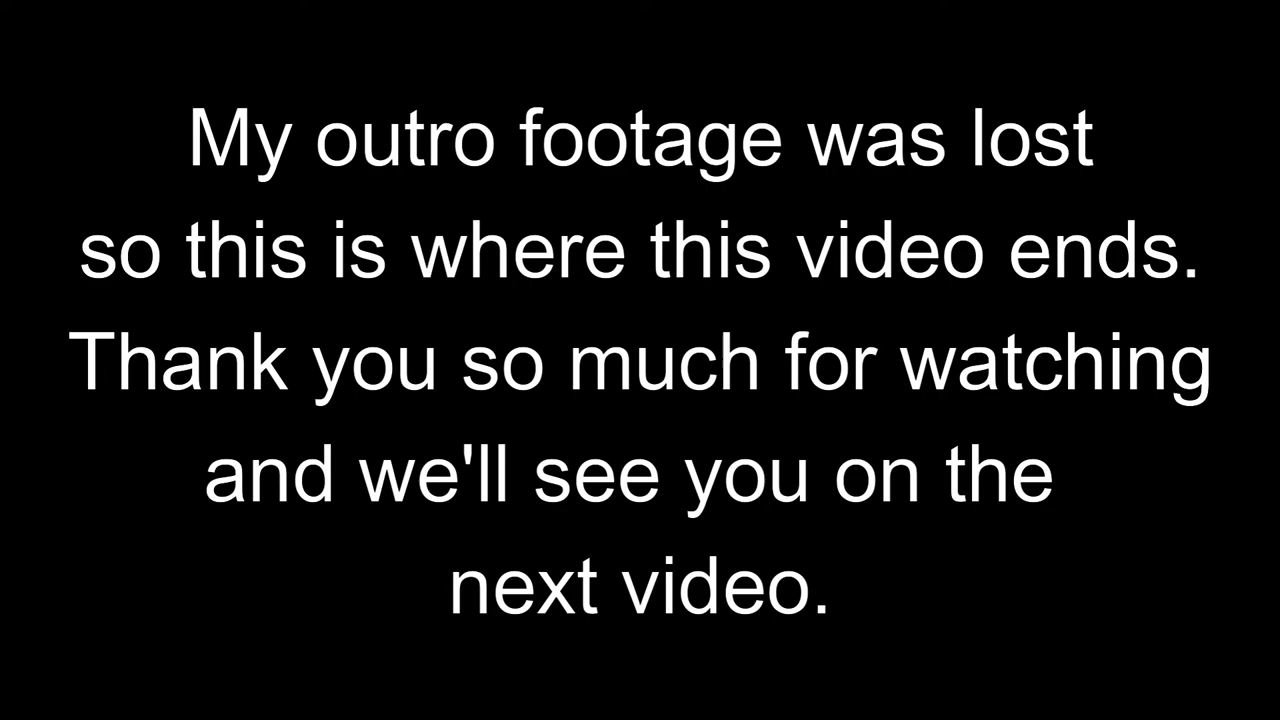 My outro footage was lost
so this is where this video ends.
Thank you so much for watching
and we'll see you on the
next video.